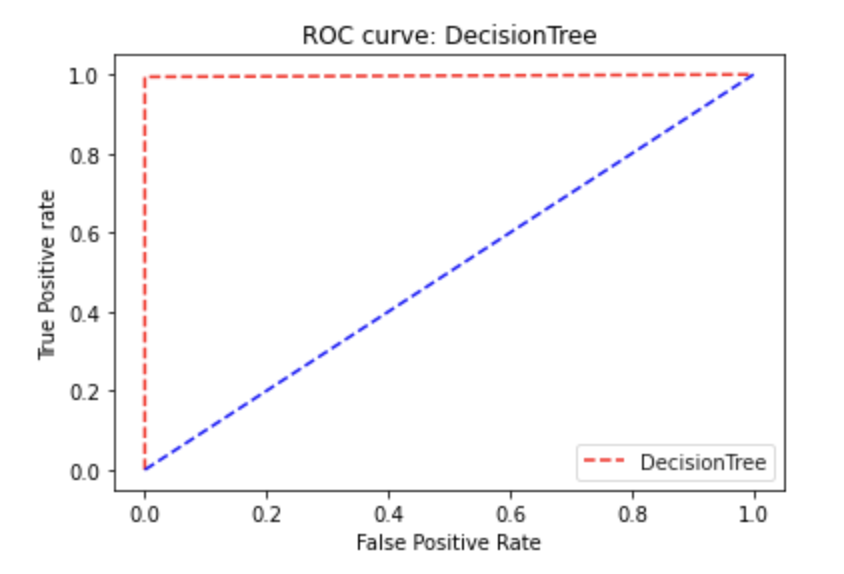 ROC curve: DecisionTree
True Positive rate
1.0
0.8
0.6
0.4
0.2
0.0
DecisionTree
0.0 0.2 0.4 0.6 0.8 1.0
False Positive Rate